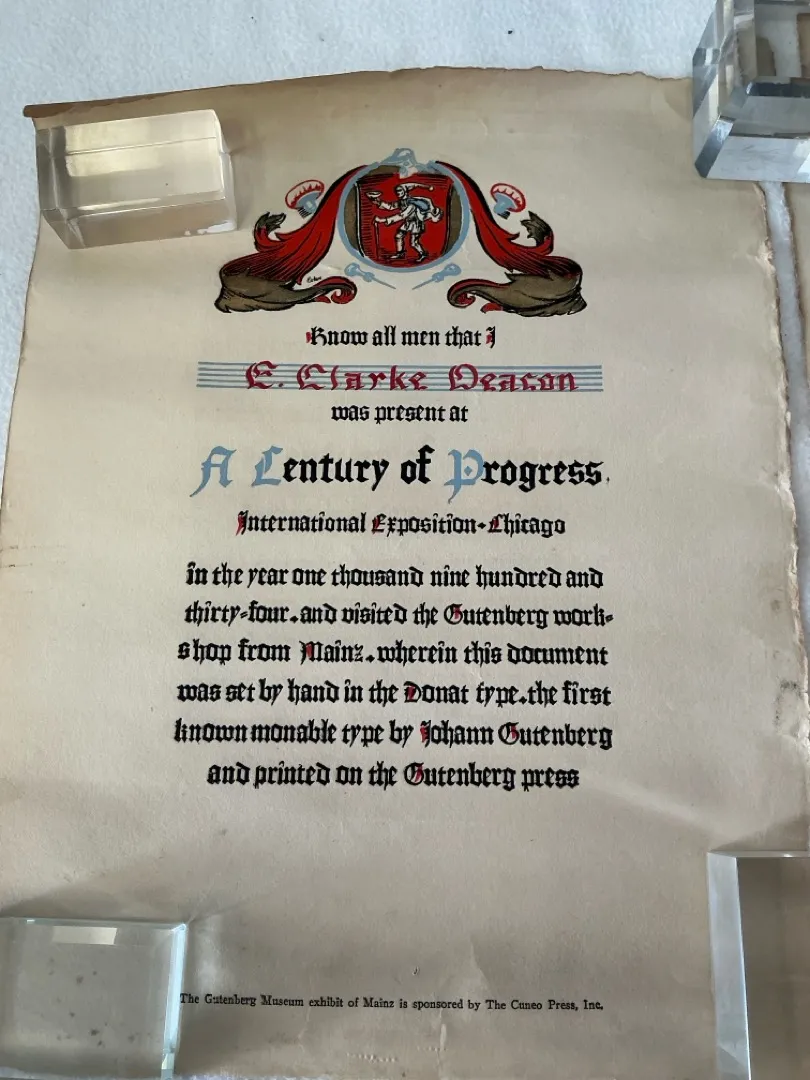 Know all men that I
E. Clarke Deacon
was present at
A Century of Progress
International Exposition-Chicago
in the year one thousand nine hundred and
thirty-four.and visited the Gutenberg work-
shop from Mainz.wherein this document
was set by hand in the Donat type.the first
known monable type by Johann Gutenberg
and printed on the Gutenberg press
The Gutenberg Museum exhibit of Mainz is sponsored by The Cuneo Press, Inc.